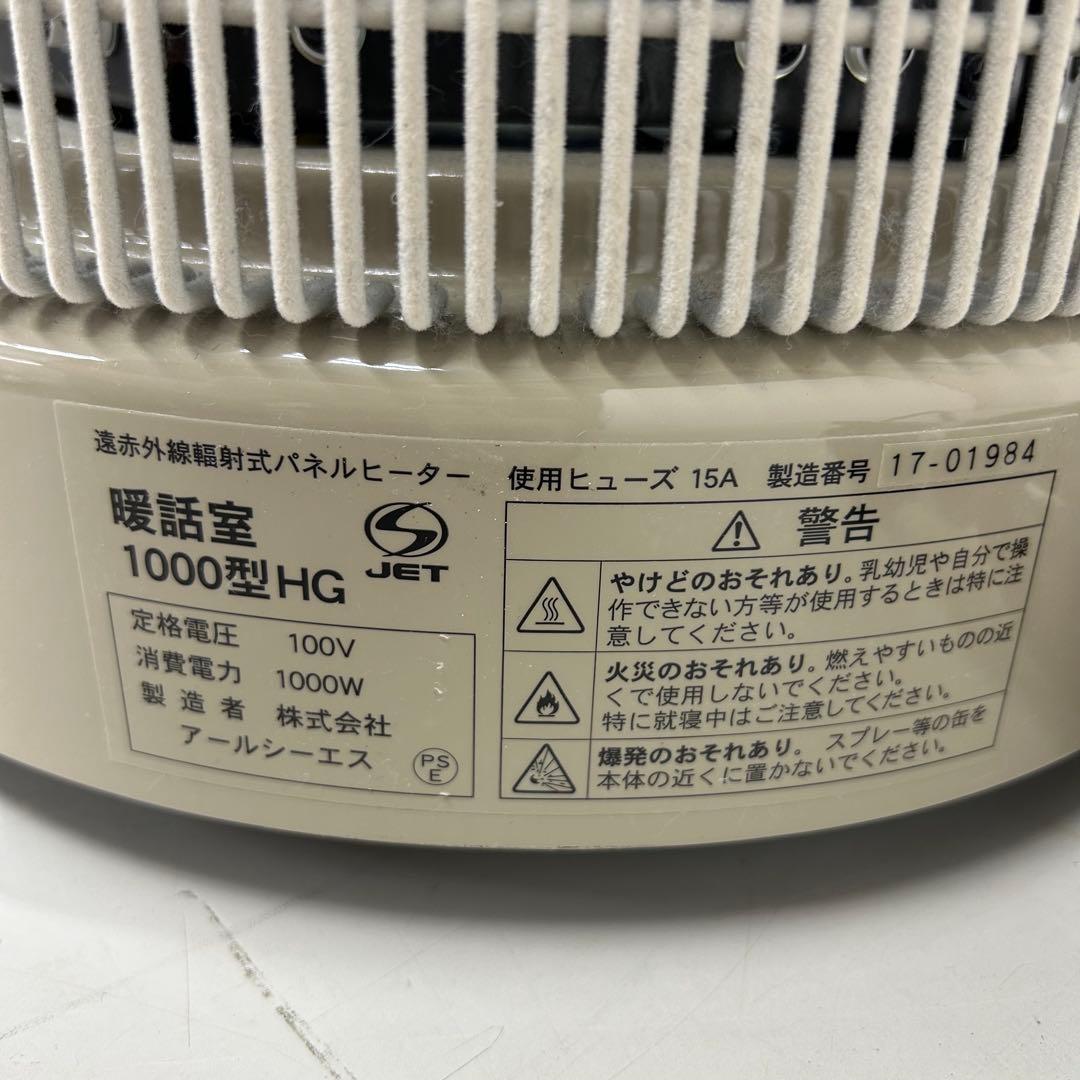 遠赤外線輻射式パネルヒーター
暖話室
1000型HG
S
JET
定格電圧 100V
消費電力 1000W
製造者 株式会社
アールシーエス
PS
E
使用ヒューズ 15A 製造番号 17-01984
警告
やけどのおそれあり。乳幼児や自分で操
作できない方等が使用するときは特に注
意してください。
火災のおそれあり。燃えやすいものの近
くで使用しないでください。
特に就寝中はご注意してください。
爆発のおそれあり。スプレー等の缶を
本体の近くに置かないでください。